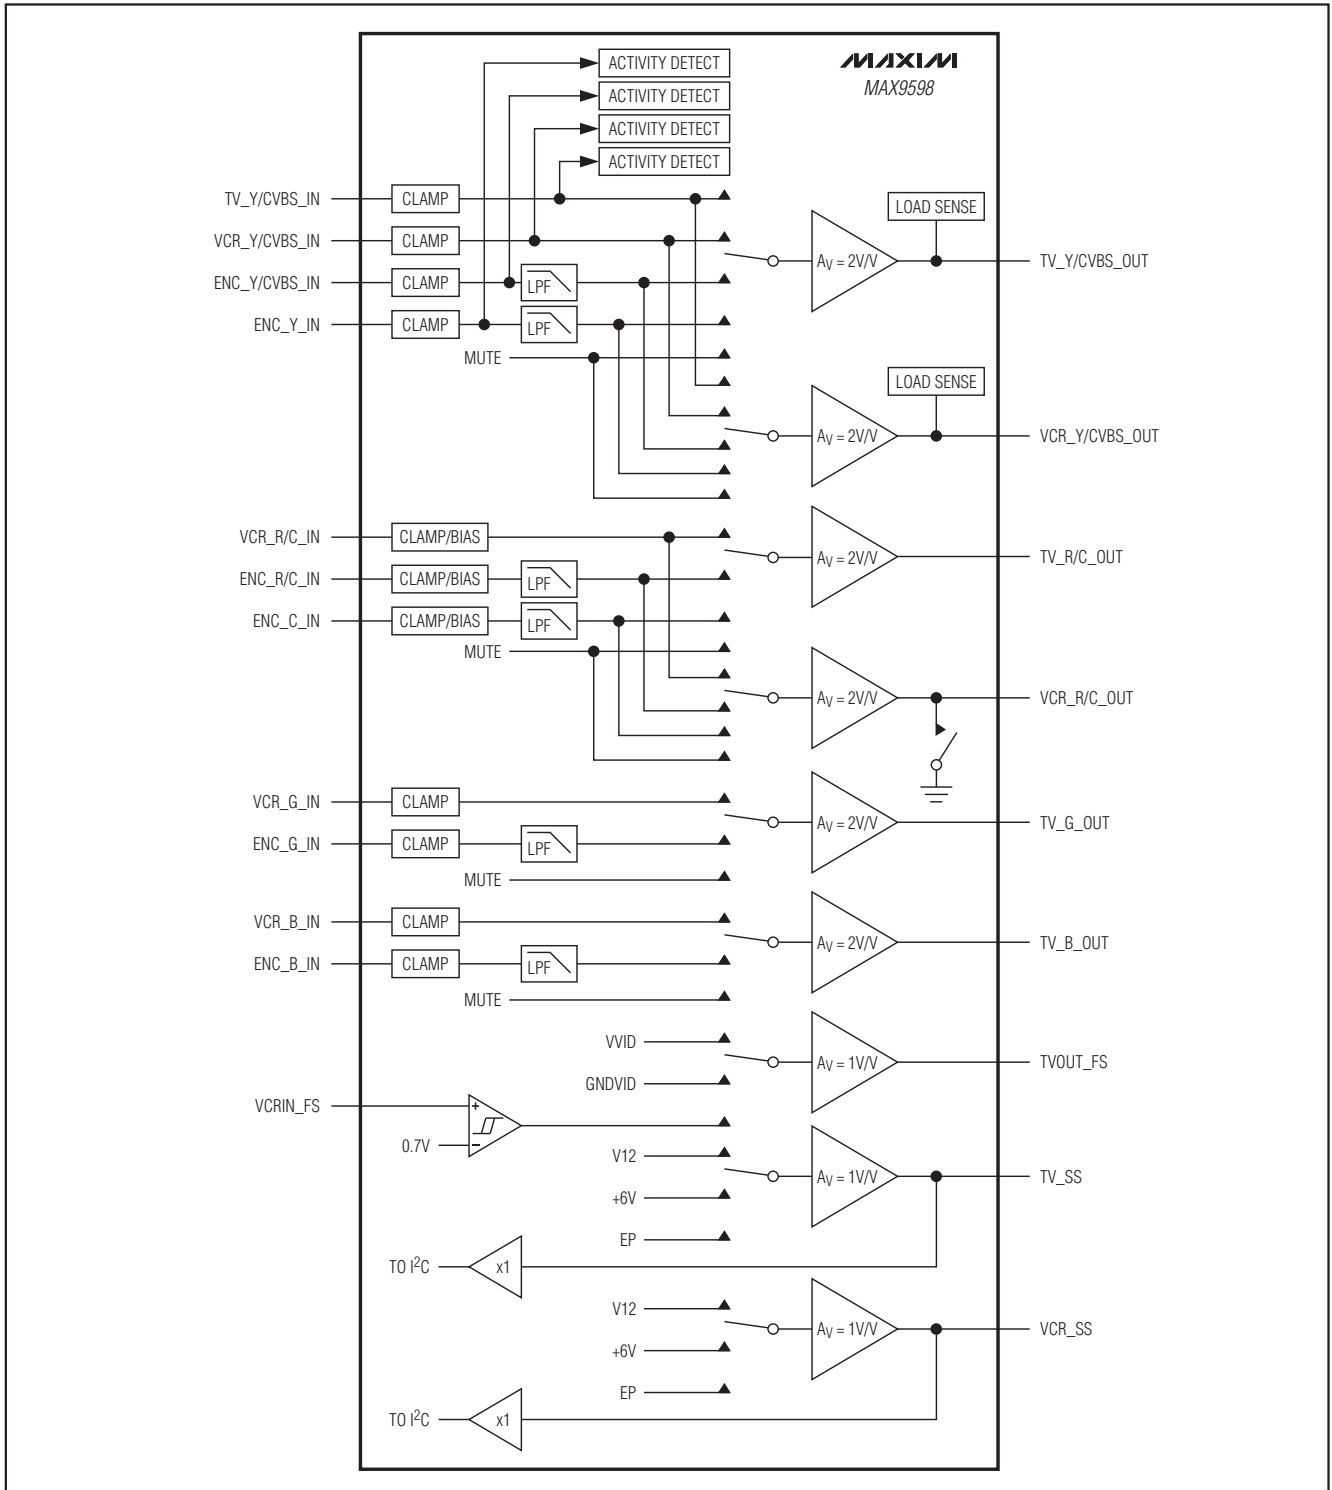 ACTIVITY DETECT
MAXIM
ACTIVITY DETECT
MAX9598
ACTIVITY DETECT
ACTIVITY DETECT
TV_Y/CVBS_IN
CLAMP
LOAD SENSE
VCR_Y/CVBS_IN
CLAMP
AV = 2V/V
TV_Y/CVBS_OUT
ENC_Y/CVBS_IN
CLAMP
LPF
ENC_Y_IN
CLAMP
LPF
MUTE
LOAD SENSE
AV = 2V/V
VCR_Y/CVBS_OUT
VCR_R/C_IN
CLAMP/BIAS
AV = 2V/V
TV_R/C_OUT
ENC_R/C_IN
CLAMP/BIAS
LPF
ENC_C_IN
CLAMP/BIAS
LPF
MUTE
AV = 2V/V
VCR_R/C_OUT
VCR_G_IN
CLAMP
AV = 2V/V
TV_G_OUT
ENC_G_IN
CLAMP
LPF
MUTE
VCR_B_IN
CLAMP
AV = 2V/V
TV_B_OUT
ENC_B_IN
CLAMP
LPF
MUTE
VVID
AV = 1V/V
TVOUT_FS
GNDVID
VCRIN_FS
+
0.7V
−
V12
AV = 1V/V
TV_SS
+6V
EP
TO I2C
x1
V12
AV = 1V/V
VCR_SS
+6V
EP
TO I2C
x1